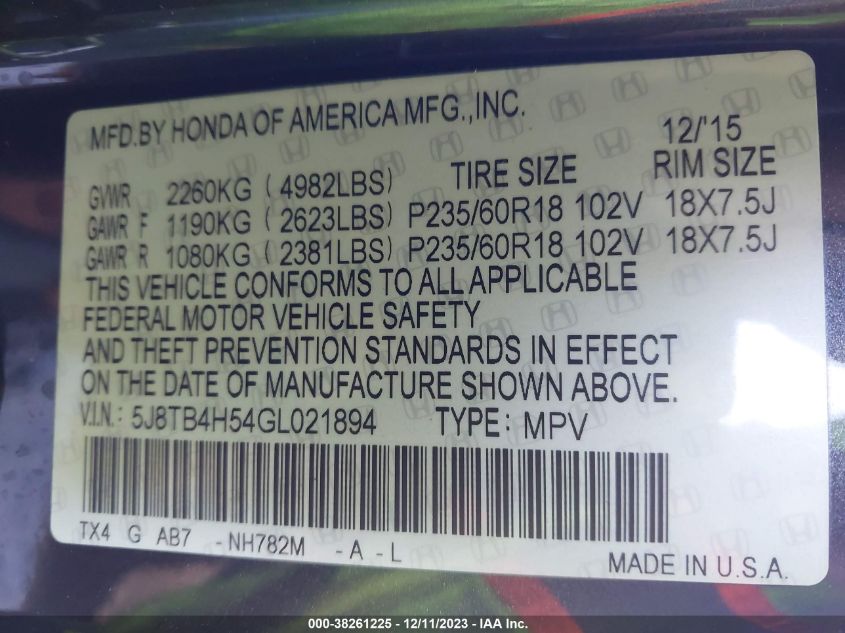 MFD.BY HONDA OF AMERICA MFG.,INC.
12/'15
TIRE SIZE RIM SIZE
GVWR 2260KG ( 4982LBS)
GAWR F 1190KG ( 2623LBS) P235/60R18 102V 18X7.5J
GAWR R 1080KG ( 2381LBS) P235/60R18 102V 18X7.5J
THIS VEHICLE CONFORMS TO ALL APPLICABLE
FEDERAL MOTOR VEHICLE SAFETY
AND THEFT PREVENTION STANDARDS IN EFFECT
ON THE DATE OF MANUFACTURE SHOWN ABOVE.
V.I.N.: 5J8TB4H54GL021894 TYPE: MPV
TX4 G AB7 -NH782M -A -L
MADE IN U.S.A.
000-38261225 - 12/11/2023 - IAA Inc.